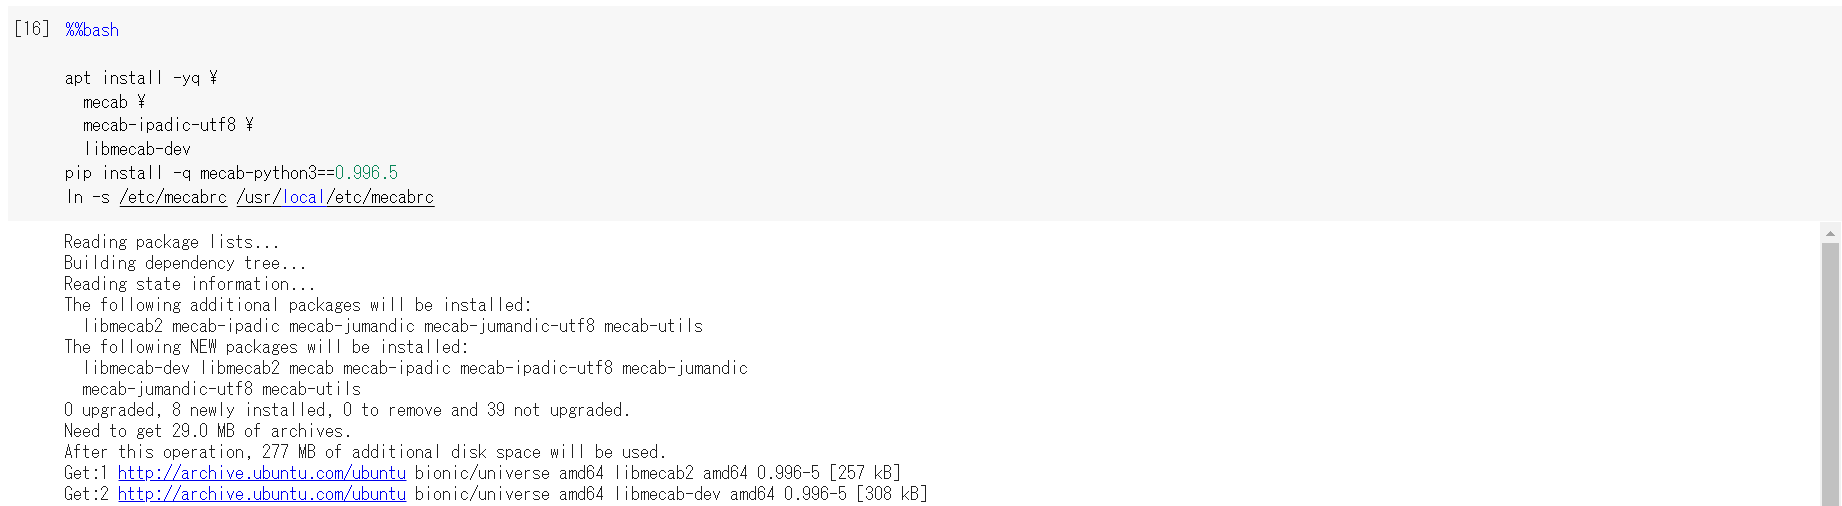 [16] %%bash
apt install -yq ¥
mecab ¥
mecab-ipadic-utf8 ¥
libmecab-dev
pip install -q mecab-python3==0.996.5
ln -s /etc/mecabrc /usr/local/etc/mecabrc
Reading package lists...
Building dependency tree...
Reading state information...
The following additional packages will be installed:
libmecab2 mecab-ipadic mecab-jumandic mecab-jumandic-utf8 mecab-utils
The following NEW packages will be installed:
libmecab-dev libmecab2 mecab mecab-ipadic mecab-ipadic-utf8 mecab-jumandic
mecab-jumandic-utf8 mecab-utils
0 upgraded, 8 newly installed, 0 to remove and 39 not upgraded.
Need to get 29.0 MB of archives.
After this operation, 277 MB of additional disk space will be used.
Get:1 http://archive.ubuntu.com/ubuntu bionic/universe amd64 libmecab2 amd64 0.996-5 [257 kB]
Get:2 http://archive.ubuntu.com/ubuntu bionic/universe amd64 libmecab-dev amd64 0.996-5 [308 kB]